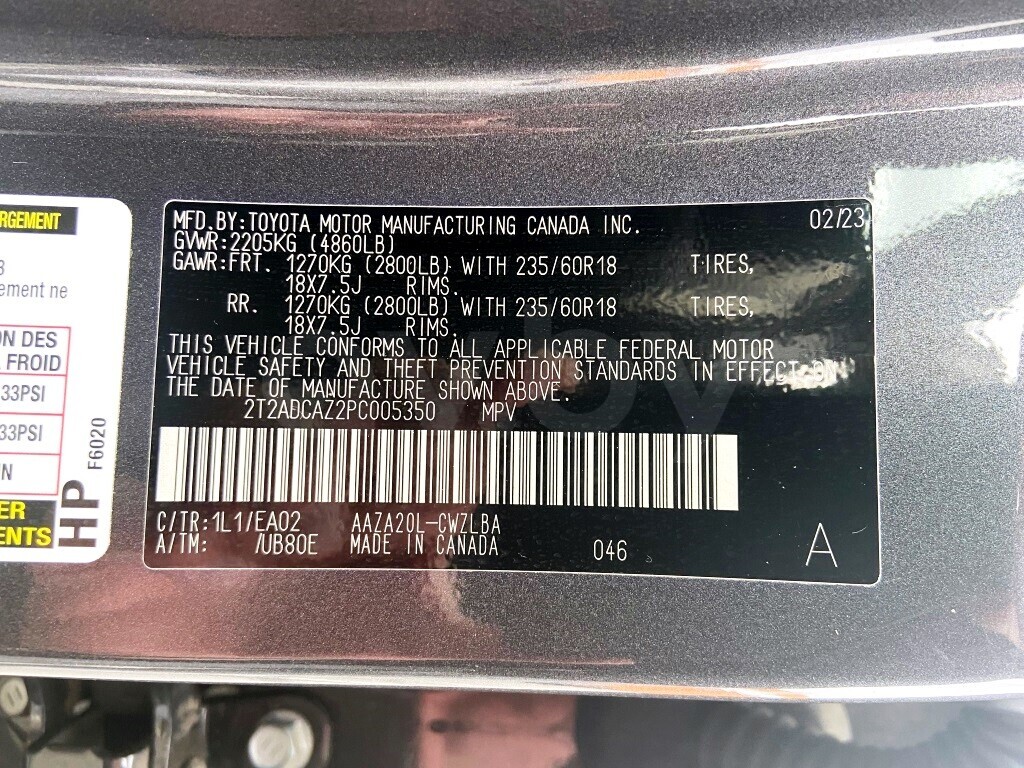 RGEMENT
ement ne
ON DES
FROID
33PSI
33PSI
F6020
HP
MENTS
MFD.BY:TOYOTA MOTOR MANUFACTURING CANADA INC. 02/23
GVWR:2205KG (4860LB)
GAWR:FRT. 1270KG (2800LB) WITH 235/60R18 TIRES,
18X7.5J RIMS.
RR. 1270KG (2800LB) WITH 235/60R18 TIRES,
18X7.5J RIMS.
THIS VEHICLE CONFORMS TO ALL APPLICABLE FEDERAL MOTOR
VEHICLE SAFETY AND THEFT PREVENTION STANDARDS IN EFFECT ON
THE DATE OF MANUFACTURE SHOWN ABOVE.
2T2ADCAZ2PC005350 MPV
C/TR:1L1/EA02 AAZA20L-CWZLBA
A/TM: /UB80E MADE IN CANADA 046 A